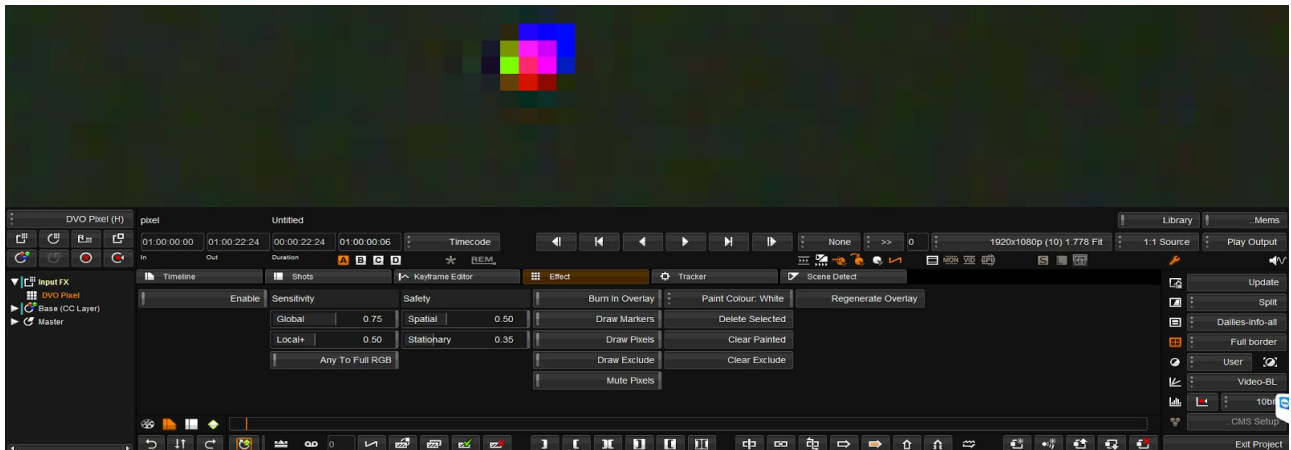 DVO Pixel (H) pixel Untitled Library ..Mems
01:00:00:00 01:00:22:24 00:00:22:24 01:00:00:06 Timecode None >> 0 1920x1080p (10) 1.778 Fit 1:1 Source Play Output
In Out Duration A B C D REM. MON VID S
Input FX Timeline Shots Keyframe Editor Effect Tracker Scene Detect Update
DVO Pixel Enable Sensitivity Safety Burn In Overlay Paint Colour: White Regenerate Overlay Split
Base (CC Layer)
Master Global 0.75 Spatial 0.50 Draw Markers Delete Selected Dailies-info-all
Local+ 0.50 Stationary 0.35 Draw Pixels Clear Painted Full border
Any To Full RGB Draw Exclude Clear Exclude User
Mute Pixels Video-BL
10bit
..CMS Setup
0 Exit Project